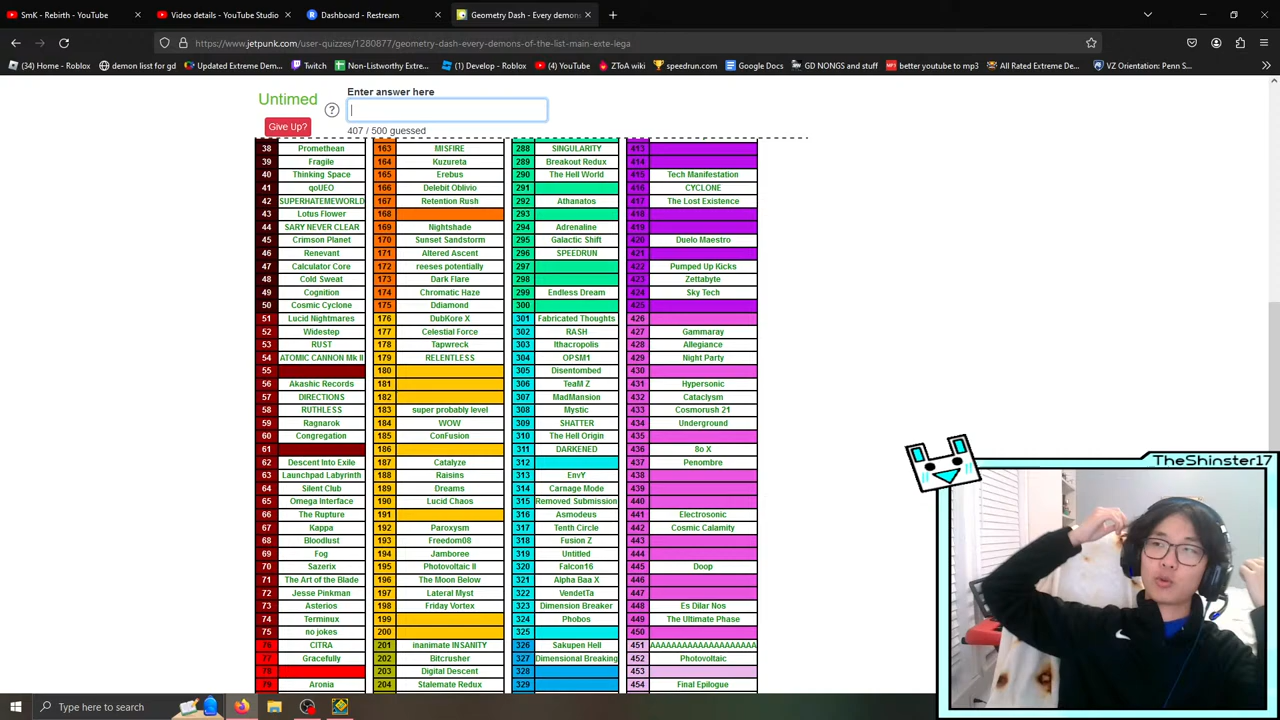 SmK - Rebirth - YouTube
Video details - YouTube Studio
Dashboard - Restream
Geometry Dash - Every demons
https://www.jetpunk.com/user-quizzes/1280877/geometry-dash-every-demons-of-the-list-main-exte-lega
(34) Home - Roblox
demon lisst for gd
Updated Extreme Dem...
Twitch
Non-Listworthy Extre...
(1) Develop - Roblox
(4) YouTube
ZToA wiki
speedrun.com
Google Docs
GD NONGS and stuff
better youtube to mp3
All Rated Extreme De...
VZ Orientation: Penn S...
Untimed
?
Enter answer here
Give Up?
407 / 500 guessed
38 Promethean 163 MISFIRE 288 SINGULARITY 413
39 Fragile 164 Kuzureta 289 Breakout Redux 414
40 Thinking Space 165 Erebus 290 The Hell World 415 Tech Manifestation
41 qoUEO 166 Delebit Oblivio 291 416 CYCLONE
42 SUPERHATEMEWORLD 167 Retention Rush 292 Athanatos 417 The Lost Existence
43 Lotus Flower 168 293 418
44 SARY NEVER CLEAR 169 Nightshade 294 Adrenaline 419
45 Crimson Planet 170 Sunset Sandstorm 295 Galactic Shift 420 Duelo Maestro
46 Renevant 171 Altered Ascent 296 SPEEDRUN 421
47 Calculator Core 172 reeses potentially 297 422 Pumped Up Kicks
48 Cold Sweat 173 Dark Flare 298 423 Zettabyte
49 Cognition 174 Chromatic Haze 299 Endless Dream 424 Sky Tech
50 Cosmic Cyclone 175 Ddiamond 300 425
51 Lucid Nightmares 176 DubKore X 301 Fabricated Thoughts 426
52 Widestep 177 Celestial Force 302 RASH 427 Gammaray
53 RUST 178 Tapwreck 303 Ithacropolis 428 Allegiance
54 ATOMIC CANNON Mk II 179 RELENTLESS 304 OPSM1 429 Night Party
55 180 305 Disentombed 430
56 Akashic Records 181 306 TeaM Z 431 Hypersonic
57 DIRECTIONS 182 307 MadMansion 432 Cataclysm
58 RUTHLESS 183 super probably level 308 Mystic 433 Cosmorush 21
59 Ragnarok 184 WOW 309 SHATTER 434 Underground
60 Congregation 185 ConFusion 310 The Hell Origin 435
61 186 311 DARKENED 436 8o X
62 Descent Into Exile 187 Catalyze 312 437 Penombre
63 Launchpad Labyrinth 188 Raisins 313 EnvY 438
64 Silent Club 189 Dreams 314 Carnage Mode 439
65 Omega Interface 190 Lucid Chaos 315 Removed Submission 440
66 The Rupture 191 316 Asmodeus 441 Electrosonic
67 Kappa 192 Paroxysm 317 Tenth Circle 442 Cosmic Calamity
68 Bloodlust 193 Freedom08 318 Fusion Z 443
69 Fog 194 Jamboree 319 Untitled 444
70 Sazerix 195 Photovoltaic II 320 Falcon16 445 Doop
71 The Art of the Blade 196 The Moon Below 321 Alpha Baa X 446
72 Jesse Pinkman 197 Lateral Myst 322 VendetTa 447
73 Asterios 198 Friday Vortex 323 Dimension Breaker 448 Es Dilar Nos
74 Terminux 199 324 Phobos 449 The Ultimate Phase
75 no jokes 200 325 450
76 CITRA 201 inanimate INSANITY 326 Sakupen Hell 451 AAAAAAAAAAAAAAAAAAAA
77 Gracefully 202 Bitcrusher 327 Dimensional Breaking 452 Photovoltaic
78 203 Digital Descent 328 453
79 Aronia 204 Stalemate Redux 329 454 Final Epilogue
TheShinster17
Type here to search